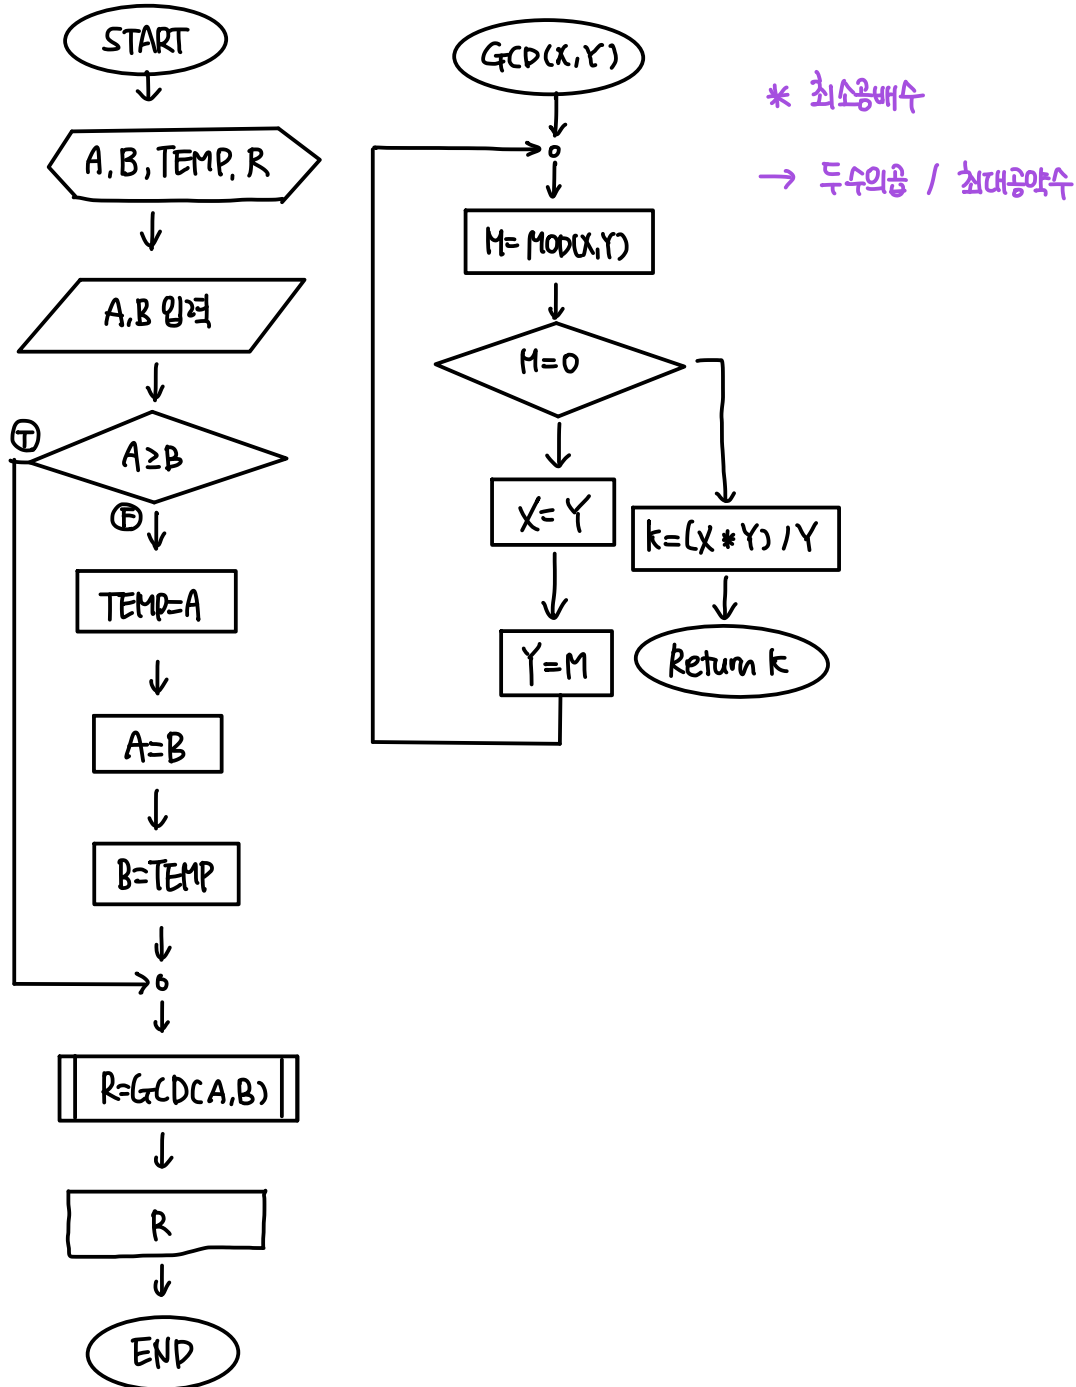 START
A, B, TEMP, R
A,B 입력
T
A≥B
F
TEMP=A
A=B
B=TEMP
R=GCD(A,B)
R
END
GCD(X,Y)
M=MOD(X,Y)
M=0
X=Y
Y=M
K=(X*Y)/Y
Return K
* 최소공배수
→ 두수의곱 / 최대공약수